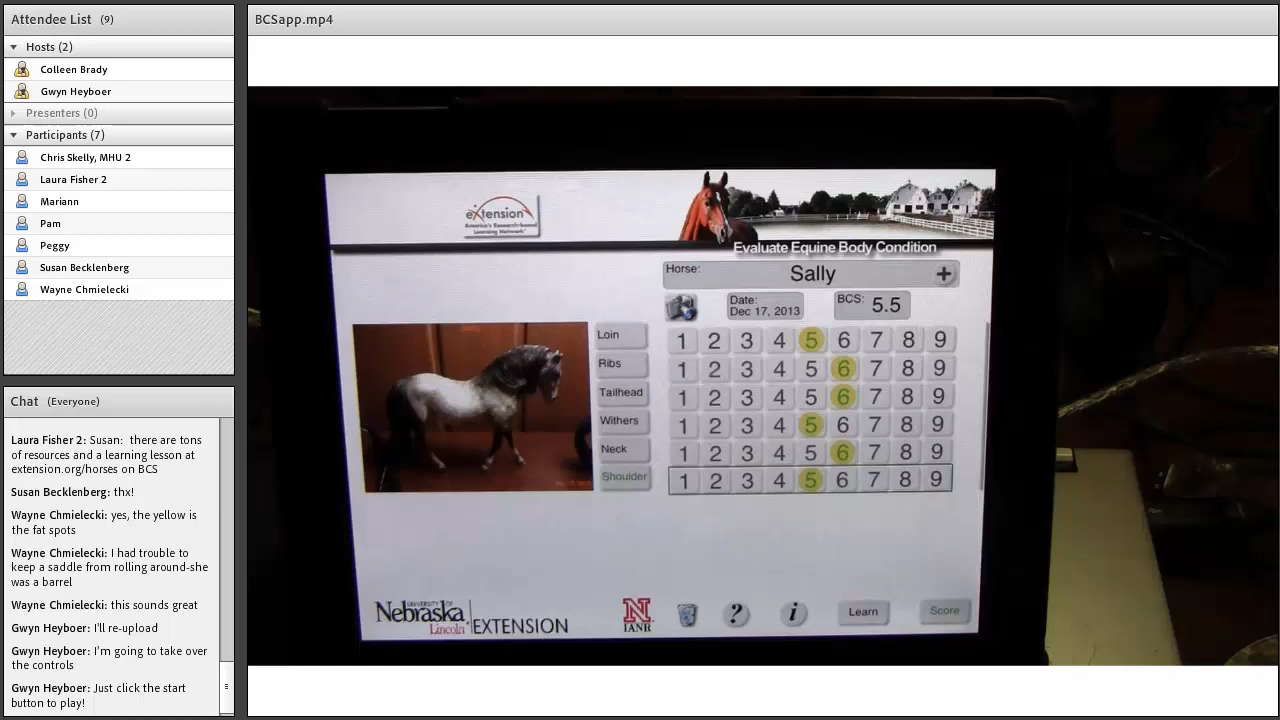 Attendee List (9)
Hosts (2)
Colleen Brady
Gwyn Heyboer
Presenters (0)
Participants (7)
Chris Skelly, MHU 2
Laura Fisher 2
Mariann
Pam
Peggy
Susan Becklenberg
Wayne Chmielecki
Chat (Everyone)
Laura Fisher 2: Susan: there are tons
of resources and a learning lesson at
extension.org/horses on BCS
Susan Becklenberg: thx!
Wayne Chmielecki: yes, the yellow is
the fat spots
Wayne Chmielecki: I had trouble to
keep a saddle from rolling around-she
was a barrel
Wayne Chmielecki: this sounds great
Gwyn Heyboer: I'll re-upload
Gwyn Heyboer: I'm going to take over
the controls
Gwyn Heyboer: Just click the start
button to play!
BCSapp.mp4
eXtension
America's Research-based
Learning Network
Evaluate Equine Body Condition
Horse: Sally +
Date:
Dec 17, 2013
BCS: 5.5
Loin 1 2 3 4 5 6 7 8 9
Ribs 1 2 3 4 5 6 7 8 9
Tailhead 1 2 3 4 5 6 7 8 9
Withers 1 2 3 4 5 6 7 8 9
Neck 1 2 3 4 5 6 7 8 9
Shoulder 1 2 3 4 5 6 7 8 9
UNIVERSITY OF
Nebraska
Lincoln
EXTENSION
N
IANR
?
i
Learn
Score